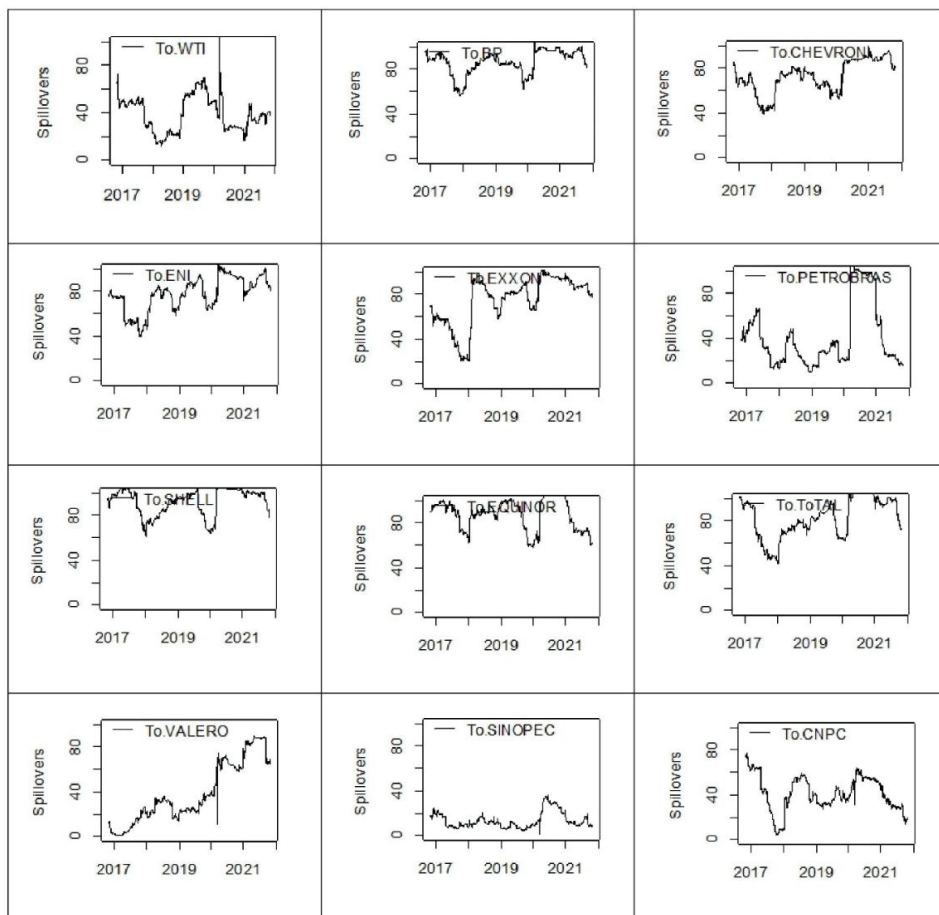 To.WTI
Spillovers
0 40 80
2017 2019 2021
To.BP
Spillovers
0 40 80
2017 2019 2021
To.CHEVRON
Spillovers
0 40 80
2017 2019 2021
To.ENI
Spillovers
0 40 80
2017 2019 2021
To.EXXON
Spillovers
0 40 80
2017 2019 2021
To.PETROBRAS
Spillovers
0 40 80
2017 2019 2021
To.SHELL
Spillovers
0 40 80
2017 2019 2021
To.EQUINOR
Spillovers
0 40 80
2017 2019 2021
To.ToTAL
Spillovers
0 40 80
2017 2019 2021
To.VALERO
Spillovers
0 40 80
2017 2019 2021
To.SINOPEC
Spillovers
0 40 80
2017 2019 2021
To.CNPC
Spillovers
0 40 80
2017 2019 2021